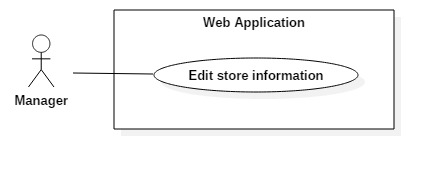 Web Application
Edit store information
Manager